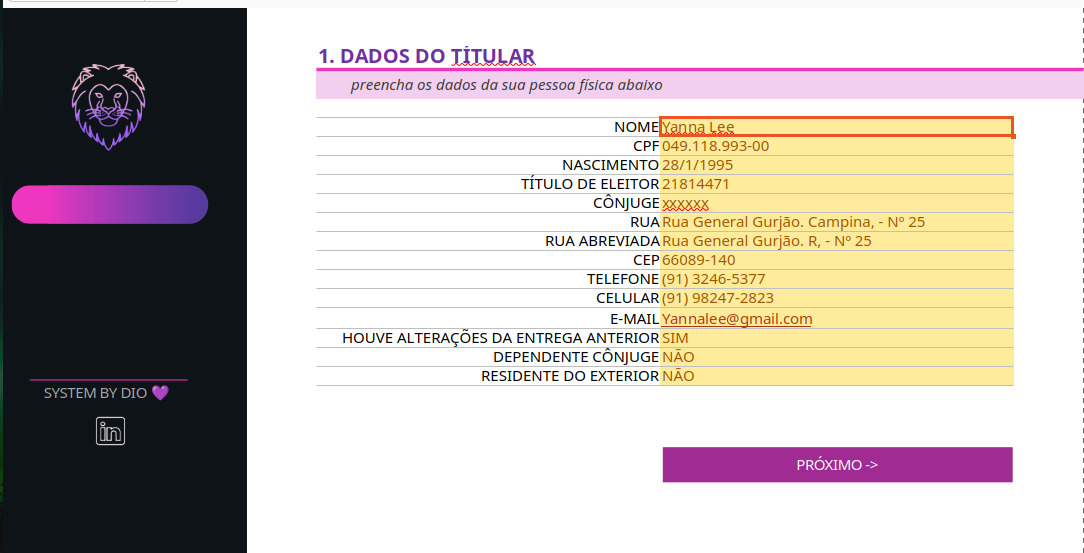 1. DADOS DO TÍTULAR
preencha os dados da sua pessoa física abaixo
NOME Yanna Lee
CPF 049.118.993-00
NASCIMENTO 28/1/1995
TÍTULO DE ELEITOR 21814471
CÔNJUGE xxxxxx
RUA Rua General Gurjão. Campina, - Nº 25
RUA ABREVIADA Rua General Gurjão. R, - Nº 25
CEP 66089-140
TELEFONE (91) 3246-5377
CELULAR (91) 98247-2823
E-MAIL Yannalee@gmail.com
HOUVE ALTERAÇÕES DA ENTREGA ANTERIOR SIM
DEPENDENTE CÔNJUGE NÃO
RESIDENTE DO EXTERIOR NÃO
SYSTEM BY DIO 💜
in
PRÓXIMO ->